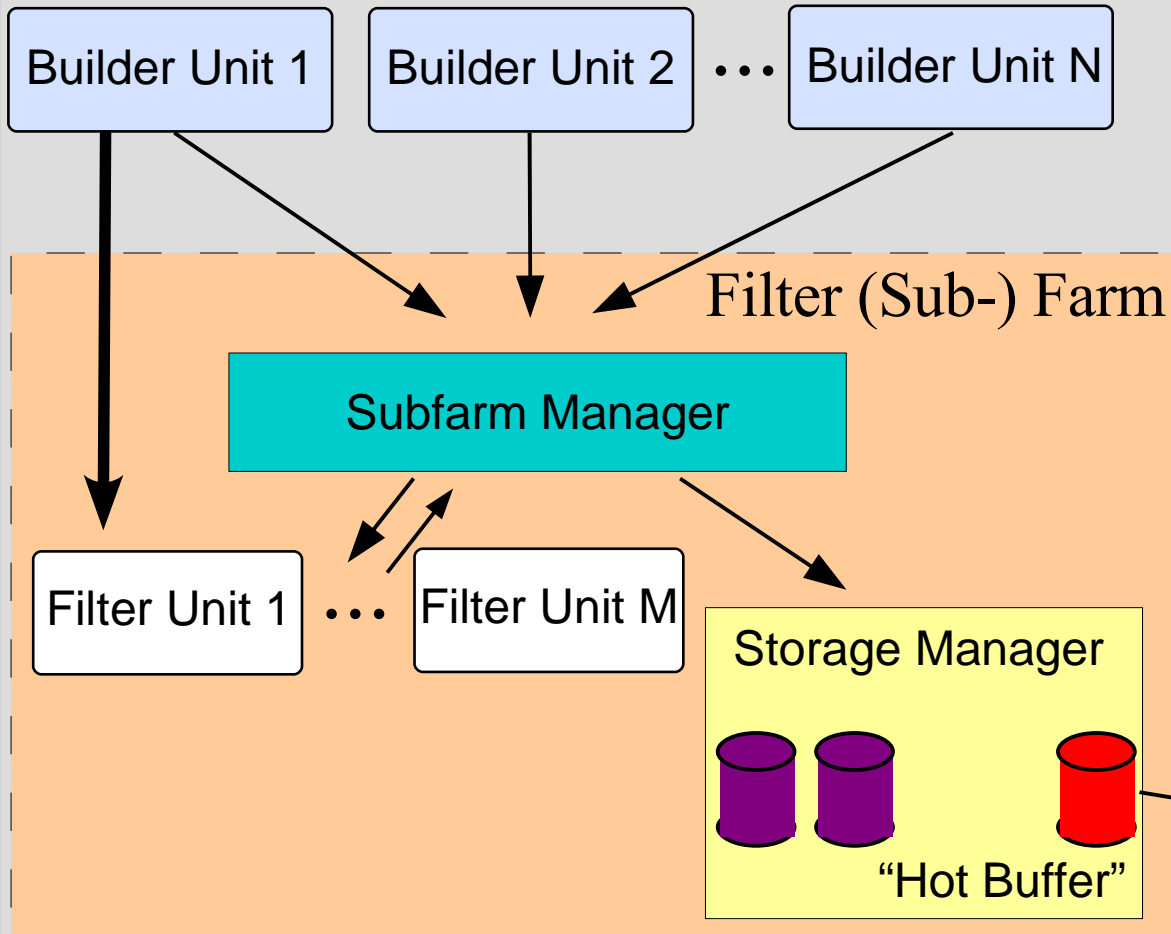 Builder Unit 1
Builder Unit 2
•••
Builder Unit N
Filter (Sub-) Farm
Subfarm Manager
Filter Unit 1
•••
Filter Unit M
Storage Manager
“Hot Buffer”